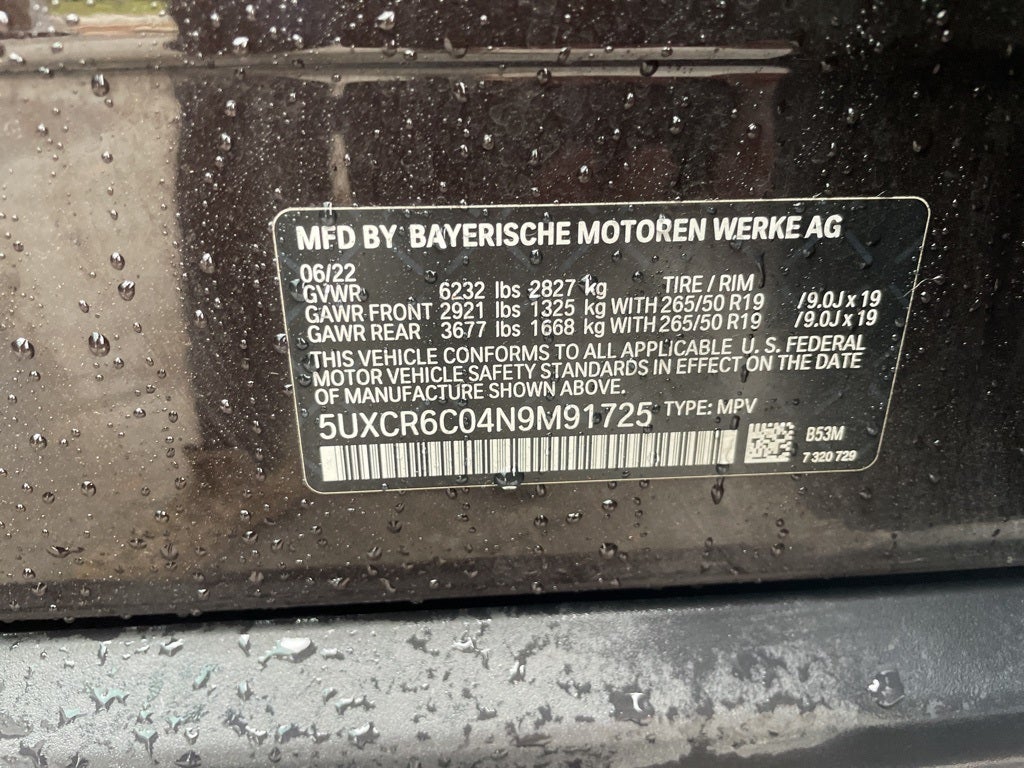 MFD BY BAYERISCHE MOTOREN WERKE AG
06/22
GVWR 6232 lbs 2827 kg TIRE / RIM
GAWR FRONT 2921 lbs 1325 kg WITH 265/50 R19 /9.0J x 19
GAWR REAR 3677 lbs 1668 kg WITH 265/50 R19 /9.0J x 19
THIS VEHICLE CONFORMS TO ALL APPLICABLE U. S. FEDERAL
MOTOR VEHICLE SAFETY STANDARDS IN EFFECT ON THE DATE
OF MANUFACTURE SHOWN ABOVE.
5UXCR6C04N9M91725 TYPE: MPV
B53M
7 320 729